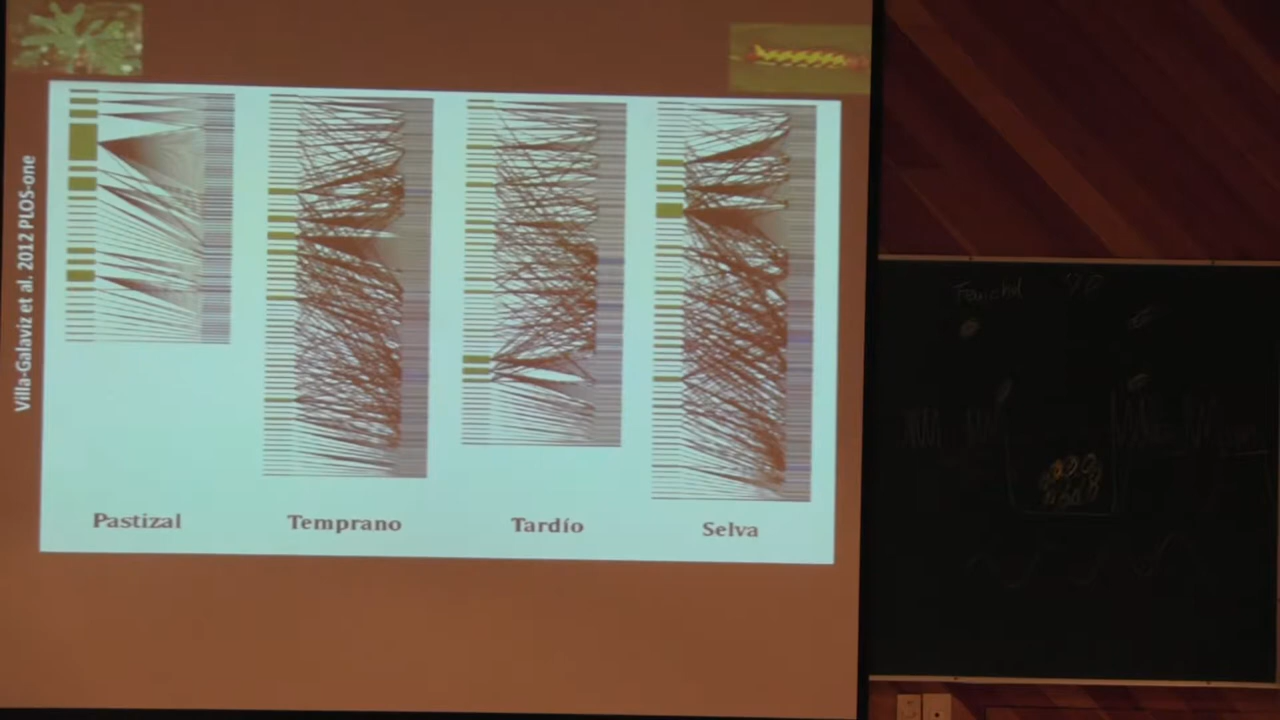 Villa-Galaviz et al. 2012 PLOS-one
Pastizal
Temprano
Tardío
Selva